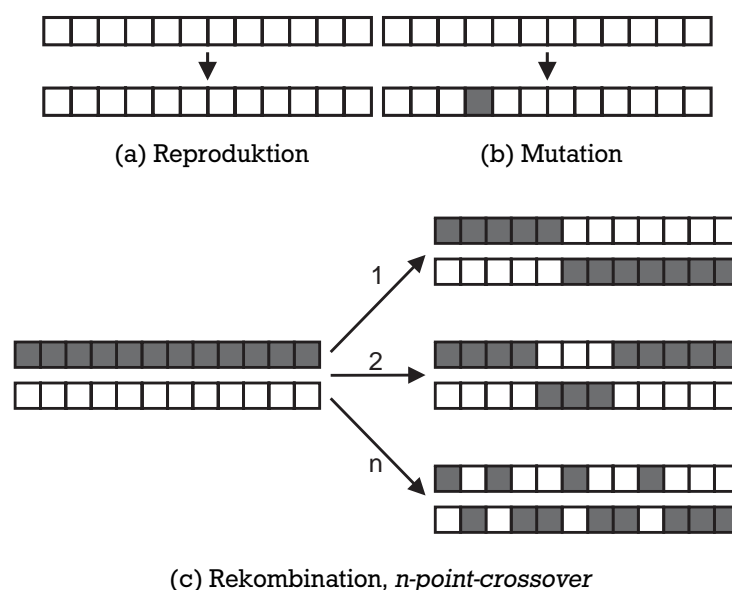 (a) Reproduktion
(b) Mutation
1
2
n
(c) Rekombination, n-point-crossover